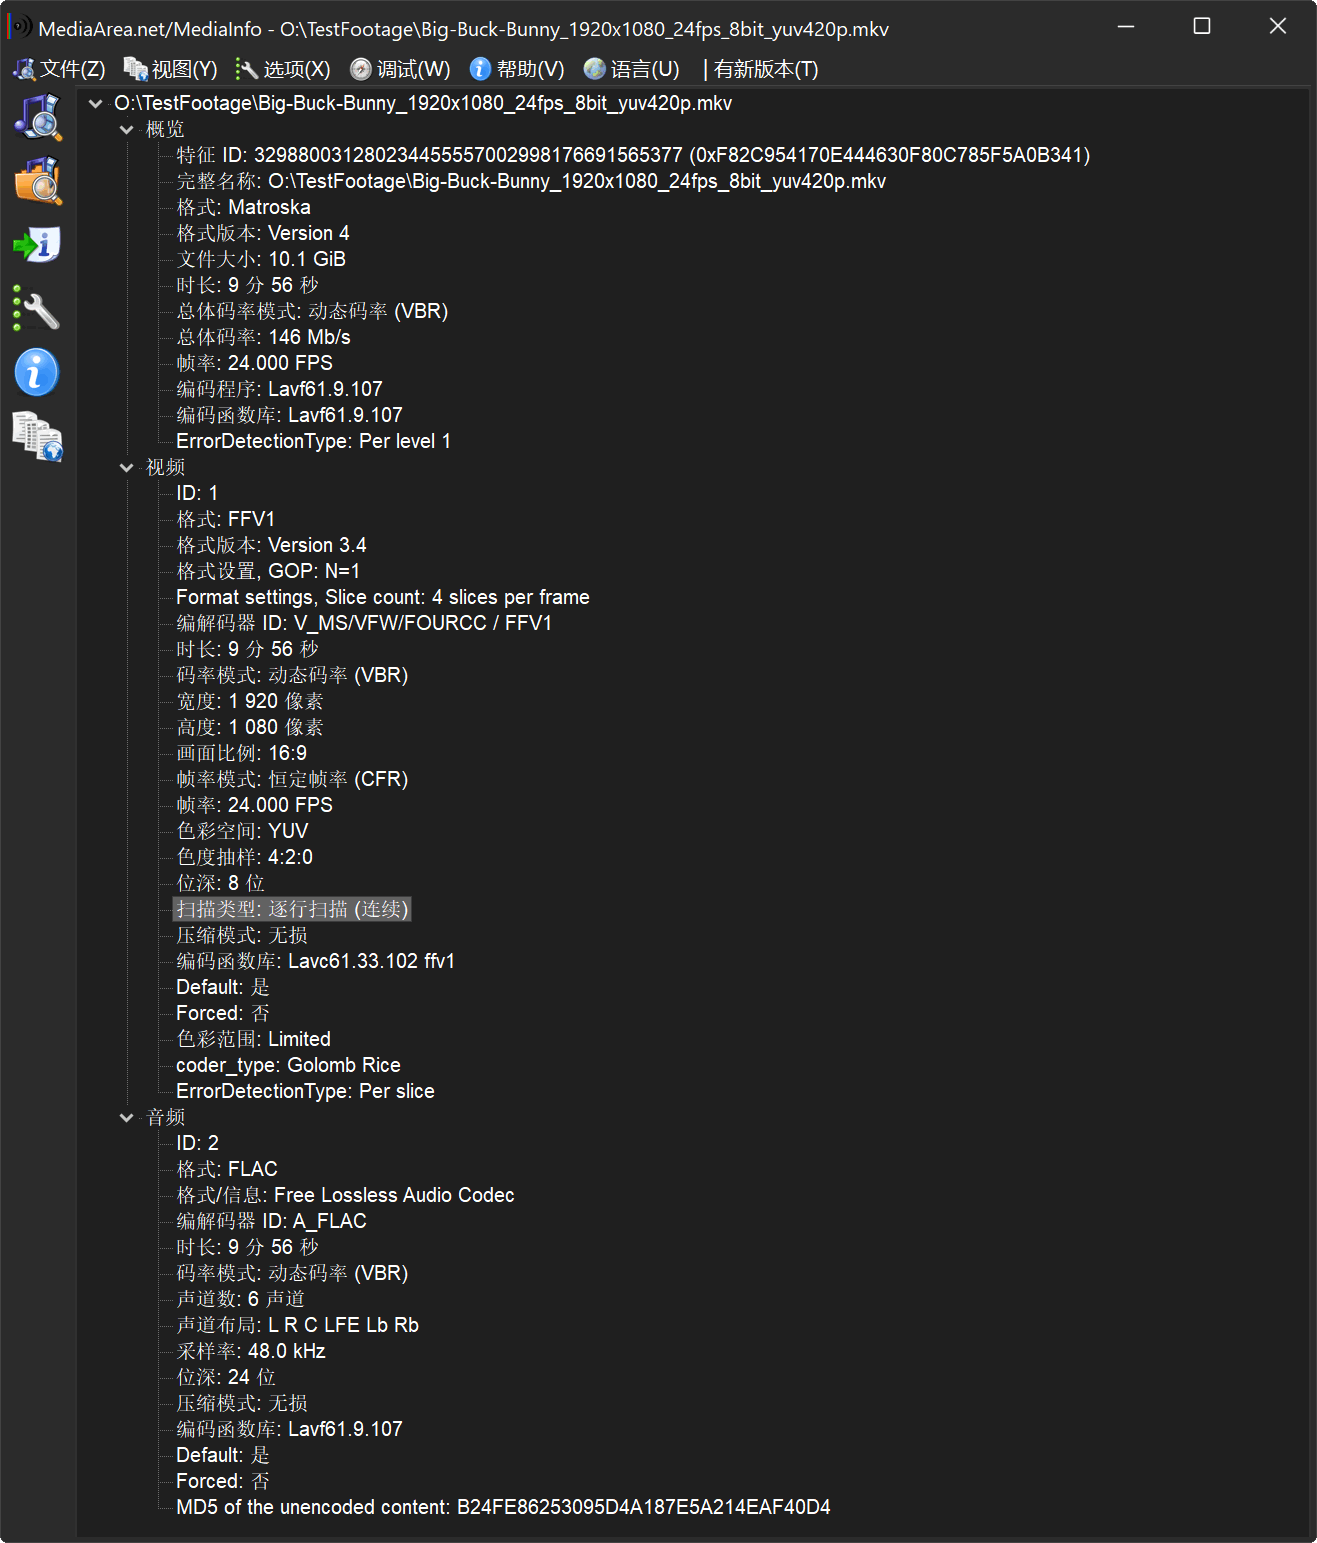 MediaArea.net/MediaInfo - O:\TestFootage\Big-Buck-Bunny_1920x1080_24fps_8bit_yuv420p.mkv
文件(Z) 视图(Y) 选项(X) 调试(W) 帮助(V) 语言(U) | 有新版本(T)
O:\TestFootage\Big-Buck-Bunny_1920x1080_24fps_8bit_yuv420p.mkv
概览
特征 ID: 329880031280234455557002998176691565377 (0xF82C954170E444630F80C785F5A0B341)
完整名称: O:\TestFootage\Big-Buck-Bunny_1920x1080_24fps_8bit_yuv420p.mkv
格式: Matroska
格式版本: Version 4
文件大小: 10.1 GiB
时长: 9 分 56 秒
总体码率模式: 动态码率 (VBR)
总体码率: 146 Mb/s
帧率: 24.000 FPS
编码程序: Lavf61.9.107
编码函数库: Lavf61.9.107
ErrorDetectionType: Per level 1
视频
ID: 1
格式: FFV1
格式版本: Version 3.4
格式设置, GOP: N=1
Format settings, Slice count: 4 slices per frame
编解码器 ID: V_MS/VFW/FOURCC / FFV1
时长: 9 分 56 秒
码率模式: 动态码率 (VBR)
宽度: 1 920 像素
高度: 1 080 像素
画面比例: 16:9
帧率模式: 恒定帧率 (CFR)
帧率: 24.000 FPS
色彩空间: YUV
色度抽样: 4:2:0
位深: 8 位
扫描类型: 逐行扫描 (连续)
压缩模式: 无损
编码函数库: Lavc61.33.102 ffv1
Default: 是
Forced: 否
色彩范围: Limited
coder_type: Golomb Rice
ErrorDetectionType: Per slice
音频
ID: 2
格式: FLAC
格式/信息: Free Lossless Audio Codec
编解码器 ID: A_FLAC
时长: 9 分 56 秒
码率模式: 动态码率 (VBR)
声道数: 6 声道
声道布局: L R C LFE Lb Rb
采样率: 48.0 kHz
位深: 24 位
压缩模式: 无损
编码函数库: Lavf61.9.107
Default: 是
Forced: 否
MD5 of the unencoded content: B24FE86253095D4A187E5A214EAF40D4